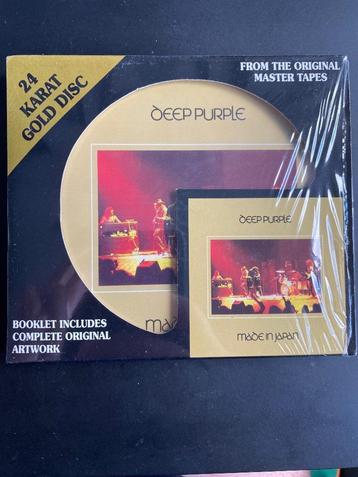 24
KARAT
GOLD DISC
FROM THE ORIGINAL
MASTER TAPES
DEEP PURPLE
DEEP PURPLE
MADE IN JAPAN
BOOKLET INCLUDES
COMPLETE ORIGINAL
ARTWORK